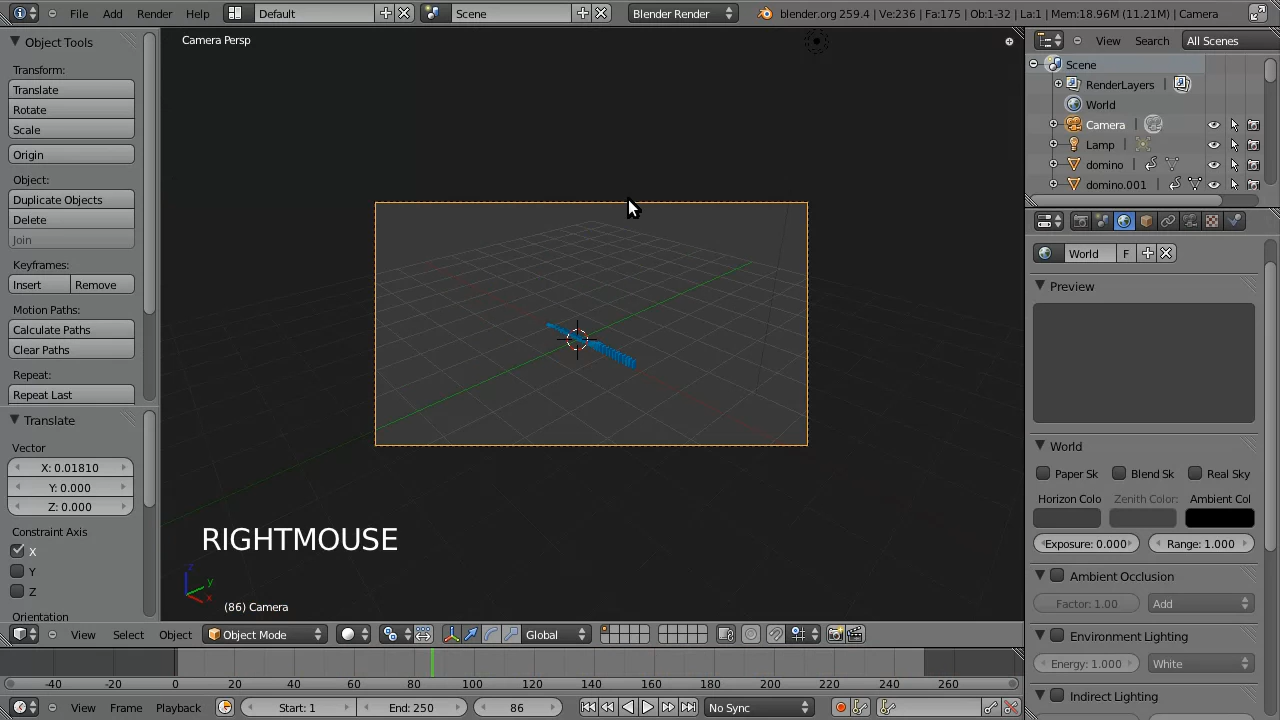 File Add Render Help Default Scene Blender Render blender.org 259.4 | Ve:236 | Fa:175 | Ob:1-32 | La:1 | Mem:18.96M (11.21M) | Camera
Object Tools
Transform:
Translate
Rotate
Scale
Origin
Object:
Duplicate Objects
Delete
Join
Keyframes:
Insert Remove
Motion Paths:
Calculate Paths
Clear Paths
Repeat:
Repeat Last
Translate
Vector
X: 0.01810
Y: 0.000
Z: 0.000
Constraint Axis
X
Y
Z
Orientation
Camera Persp
RIGHTMOUSE
z
y
x
(86) Camera
View Select Object Object Mode Global
-40 -20 0 20 40 60 80 100 120 140 160 180 200 220 240 260
View Frame Playback Start: 1 End: 250 86 No Sync
View Search All Scenes
Scene
RenderLayers |
World
Camera |
Lamp |
domino
domino.001 |
World F
Preview
World
Paper Sk Blend Sk Real Sky
Horizon Colo Zenith Color: Ambient Col
Exposure: 0.000 Range: 1.000
Ambient Occlusion
Factor: 1.00 Add
Environment Lighting
Energy: 1.000 White
Indirect Lighting